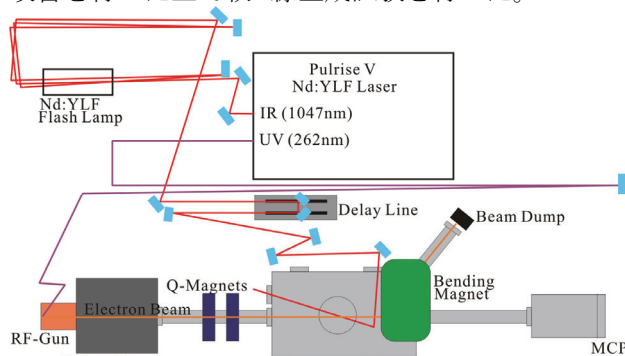 Pulrise V
Nd:YLF Laser
IR (1047nm)
UV (262nm)
Nd:YLF
Flash Lamp
Delay Line
Beam Dump
Q-Magnets
Bending
Magnet
Electron Beam
RF-Gun
MCP